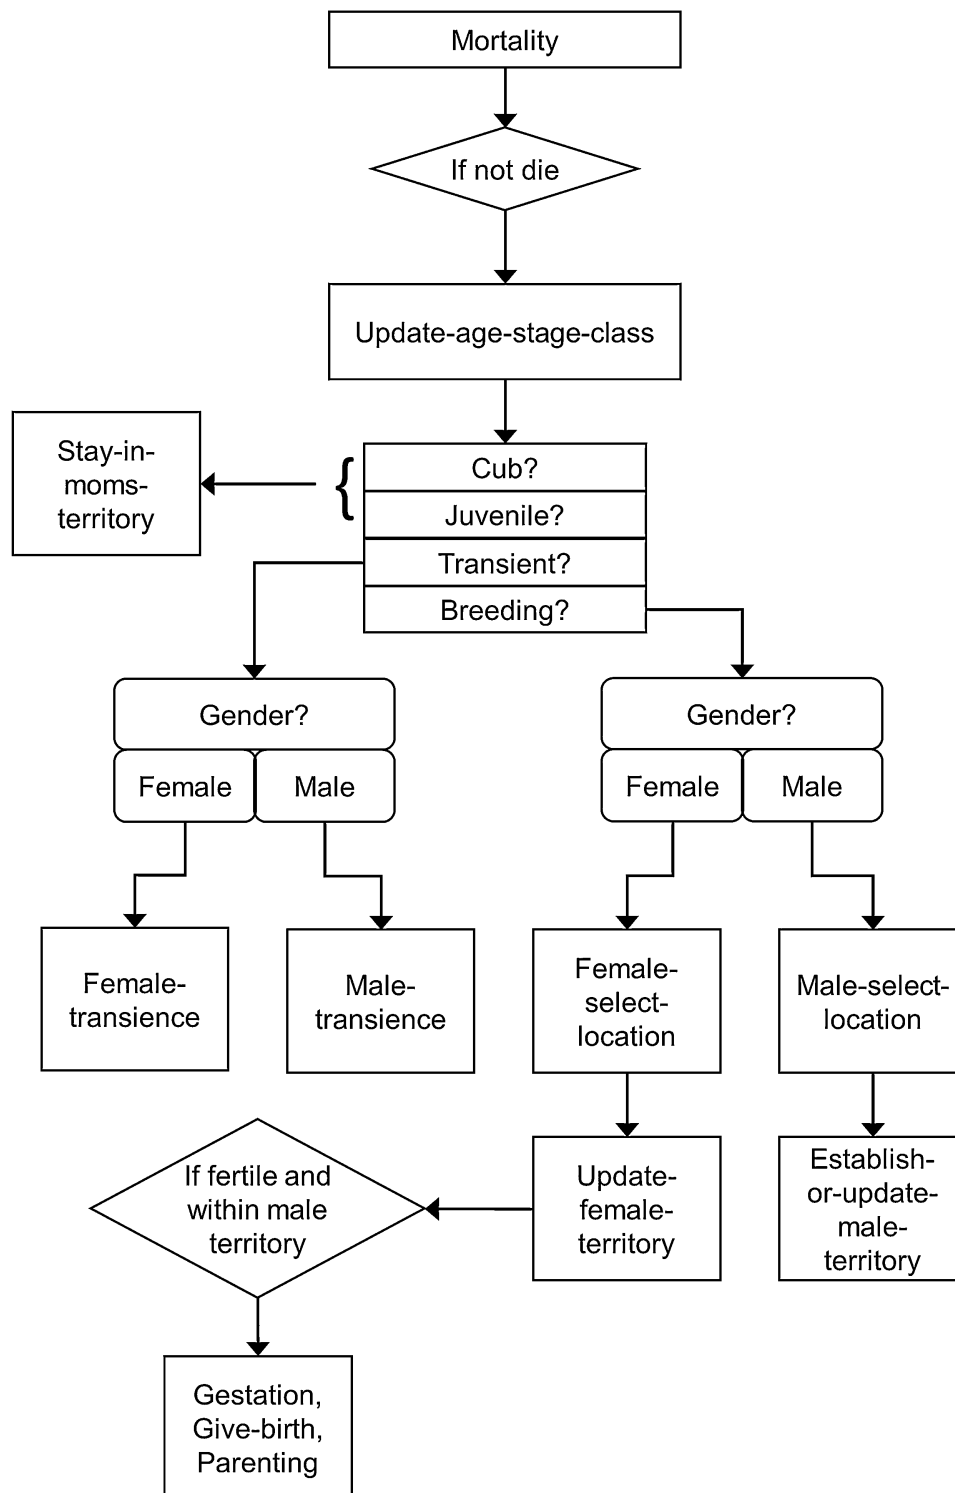 Mortality
If not die
Update-age-stage-class
Stay-in-
moms-
territory
{
Cub?
Juvenile?
Transient?
Breeding?
Gender?
Female
Male
Gender?
Female
Male
Female-
transience
Male-
transience
Female-
select-
location
Male-select-
location
If fertile and
within male
territory
Update-
female-
territory
Establish-
or-update-
male-
territory
Gestation,
Give-birth,
Parenting